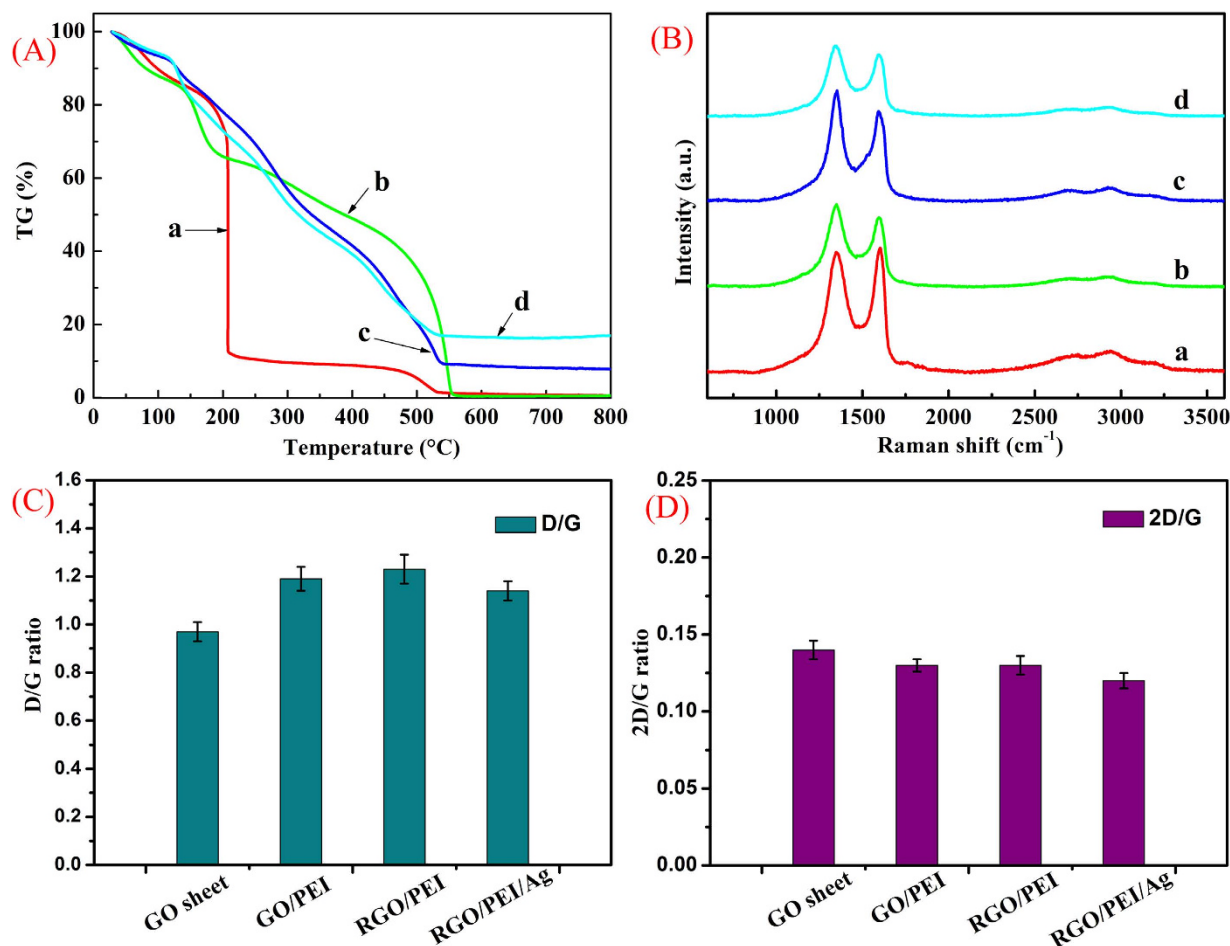 (A)
100
80
60
40
20
0
TG (%)
a
b
c
d
0 100 200 300 400 500 600 700 800
Temperature (°C)
(B)
Intensity (a.u.)
d
c
b
a
1000 1500 2000 2500 3000 3500
Raman shift (cm⁻¹)
(C)
1.6
1.4
1.2
1.0
0.8
0.6
0.4
0.2
0.0
D/G ratio
D/G
GO sheet
GO/PEI
RGO/PEI
RGO/PEI/Ag
(D)
0.25
0.20
0.15
0.10
0.05
0.00
2D/G ratio
2D/G
GO sheet
GO/PEI
RGO/PEI
RGO/PEI/Ag